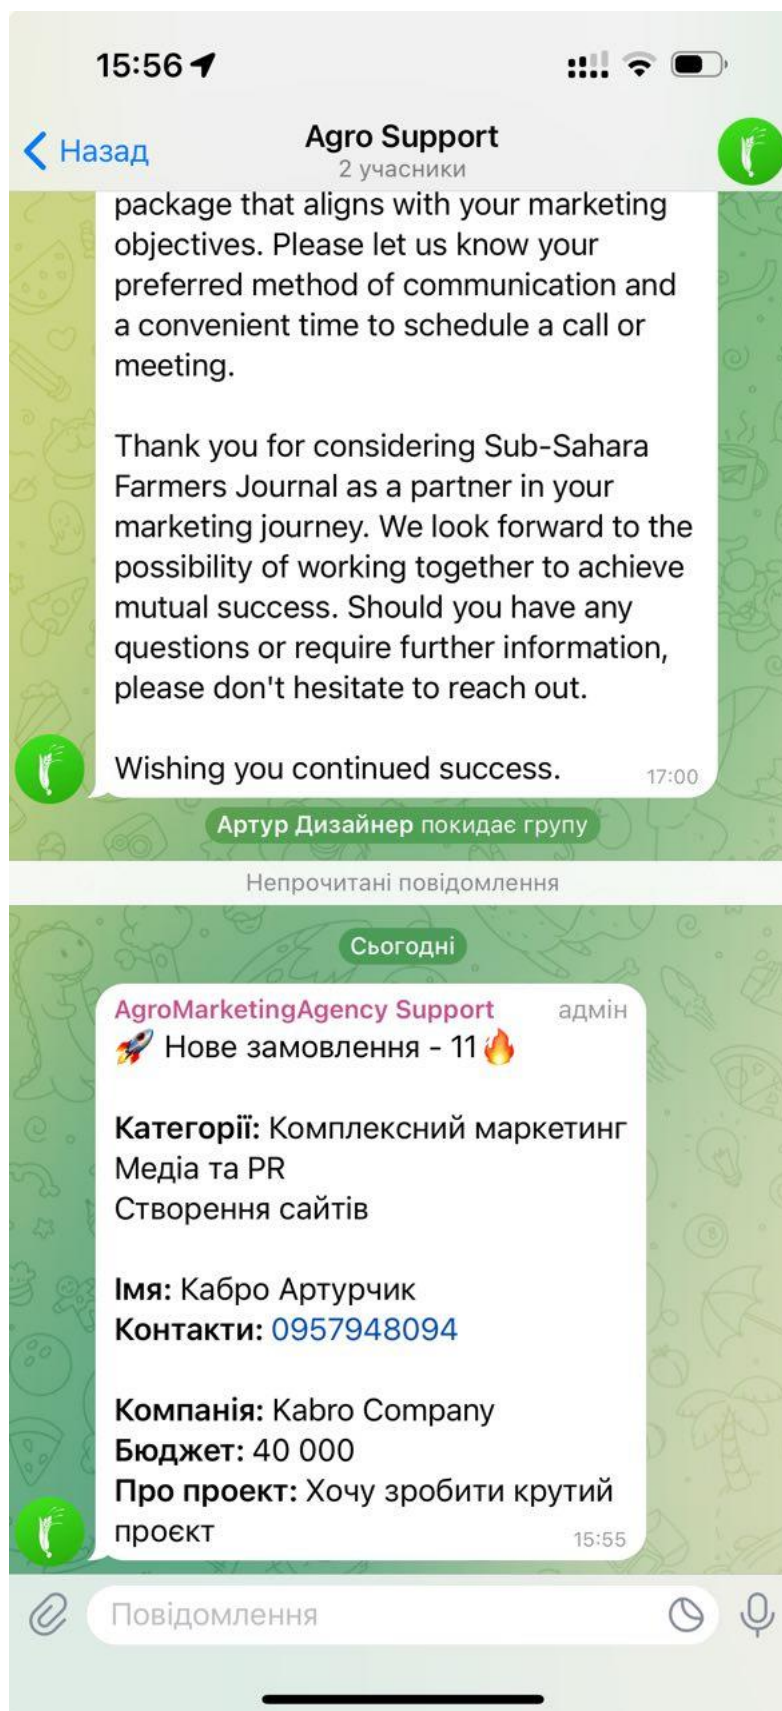 15:56
Назад
Agro Support
2 учасники
package that aligns with your marketing
objectives. Please let us know your
preferred method of communication and
a convenient time to schedule a call or
meeting.
Thank you for considering Sub-Sahara
Farmers Journal as a partner in your
marketing journey. We look forward to the
possibility of working together to achieve
mutual success. Should you have any
questions or require further information,
please don't hesitate to reach out.
Wishing you continued success. 17:00
Артур Дизайнер покидає групу
Непрочитані повідомлення
Сьогодні
AgroMarketingAgency Support адмін
🚀 Нове замовлення - 11🔥
Категорії: Комплексний маркетинг
Медіа та PR
Створення сайтів
Імя: Кабро Артурчик
Контакти: 0957948094
Компанія: Kabro Company
Бюджет: 40 000
Про проект: Хочу зробити крутий
проєкт 15:55
Повідомлення